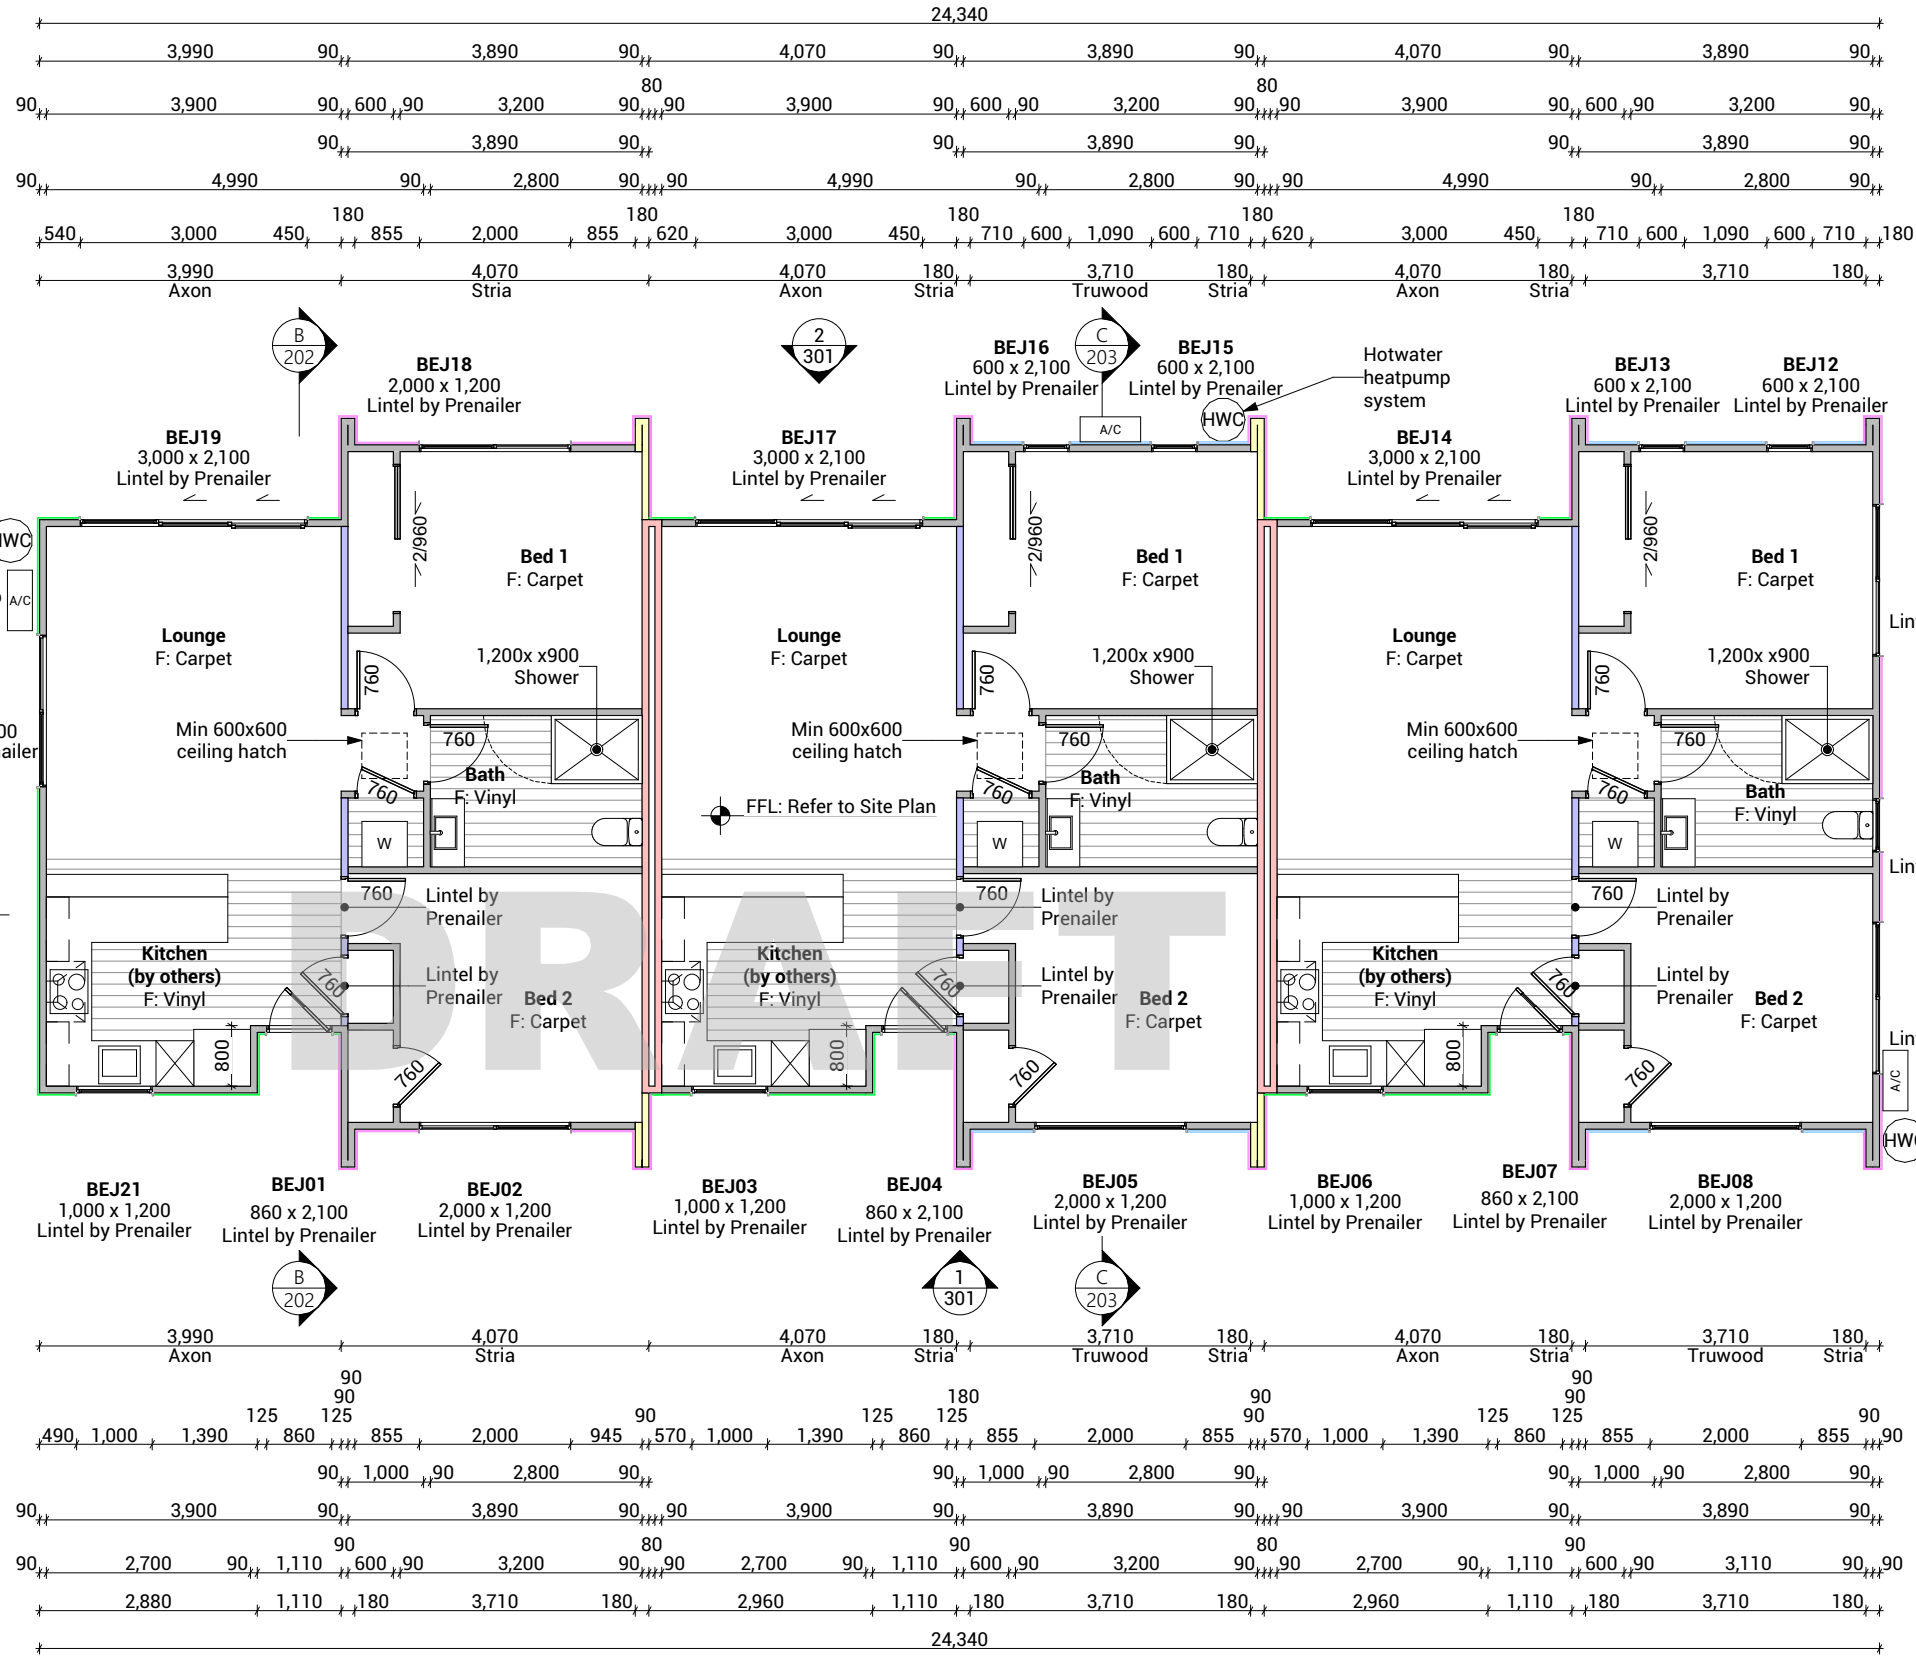 24,340
3,990 90 3,890 90 4,070 90 3,890 90 4,070 90 3,890 90
80 80
90 3,900 90 600 90 3,200 90 90 3,900 90 600 90 3,200 90 90 3,900 90 600 90 3,200 90
90 3,890 90 90 3,890 90 90 3,890 90
90 4,990 90 2,800 90 90 4,990 90 2,800 90 90 4,990 90 2,800 90
180 180 180 180 180
540 3,000 450 855 2,000 855 620 3,000 450 710 600 1,090 600 710 620 3,000 450 710 600 1,090 600 710 180
3,990 4,070 4,070 180 3,710 180 4,070 180 3,710 180
Axon Stria Axon Stria Truwood Stria Axon Stria
B
202
2
301
C
203
BEJ18
2,000 x 1,200
Lintel by Prenailer
BEJ16
600 x 2,100
Lintel by Prenailer
BEJ15
600 x 2,100
Lintel by Prenailer
Hotwater
heatpump
system
BEJ13
600 x 2,100
Lintel by Prenailer
BEJ12
600 x 2,100
Lintel by Prenailer
A/C
HWC
BEJ19
3,000 x 2,100
Lintel by Prenailer
BEJ17
3,000 x 2,100
Lintel by Prenailer
BEJ14
3,000 x 2,100
Lintel by Prenailer
WC
A/C
2/960
2/960
2/960
Bed 1
F: Carpet
Bed 1
F: Carpet
Bed 1
F: Carpet
Lounge
F: Carpet
Lounge
F: Carpet
Lounge
F: Carpet
Lin
1,200x x900
Shower
1,200x x900
Shower
1,200x x900
Shower
760
760
760
00
ailer
Min 600x600
ceiling hatch
Min 600x600
ceiling hatch
Min 600x600
ceiling hatch
760
760
760
760
760
760
Bath
F: Vinyl
Bath
F: Vinyl
Bath
F: Vinyl
FFL: Refer to Site Plan
W
W
W
Lin
DRAFT
760
Lintel by
Prenailer
760
Lintel by
Prenailer
760
Lintel by
Prenailer
Kitchen
(by others)
F: Vinyl
Kitchen
(by others)
F: Vinyl
Kitchen
(by others)
F: Vinyl
760
Lintel by
Prenailer
760
Lintel by
Prenailer
760
Lintel by
Prenailer
Bed 2
F: Carpet
Bed 2
F: Carpet
Bed 2
F: Carpet
Lin
800
800
800
760
760
760
A/C
HWC
BEJ21
1,000 x 1,200
Lintel by Prenailer
BEJ01
860 x 2,100
Lintel by Prenailer
BEJ02
2,000 x 1,200
Lintel by Prenailer
BEJ03
1,000 x 1,200
Lintel by Prenailer
BEJ04
860 x 2,100
Lintel by Prenailer
BEJ05
2,000 x 1,200
Lintel by Prenailer
BEJ06
1,000 x 1,200
Lintel by Prenailer
BEJ07
860 x 2,100
Lintel by Prenailer
BEJ08
2,000 x 1,200
Lintel by Prenailer
B
202
1
301
C
203
3,990 4,070 4,070 180 3,710 180 4,070 180 3,710 180
Axon Stria Axon Stria Truwood Stria Axon Stria Truwood Stria
90 90
90 180 90 90
125 125 90 125 125 90 125 125 90
490 1,000 1,390 860 855 2,000 945 570 1,000 1,390 860 855 2,000 855 570 1,000 1,390 860 855 2,000 855 90
90 1,000 90 2,800 90 90 1,000 90 2,800 90 90 1,000 90 2,800 90
90 3,900 90 3,890 90 90 3,900 90 3,890 90 90 3,900 90 3,890 90
90 80 90 80 90
90 2,700 90 1,110 600 90 3,200 90 90 2,700 90 1,110 600 90 3,200 90 90 2,700 90 1,110 600 90 3,110 90 90
2,880 1,110 180 3,710 180 2,960 1,110 180 3,710 180 2,960 1,110 180 3,710 180
24,340